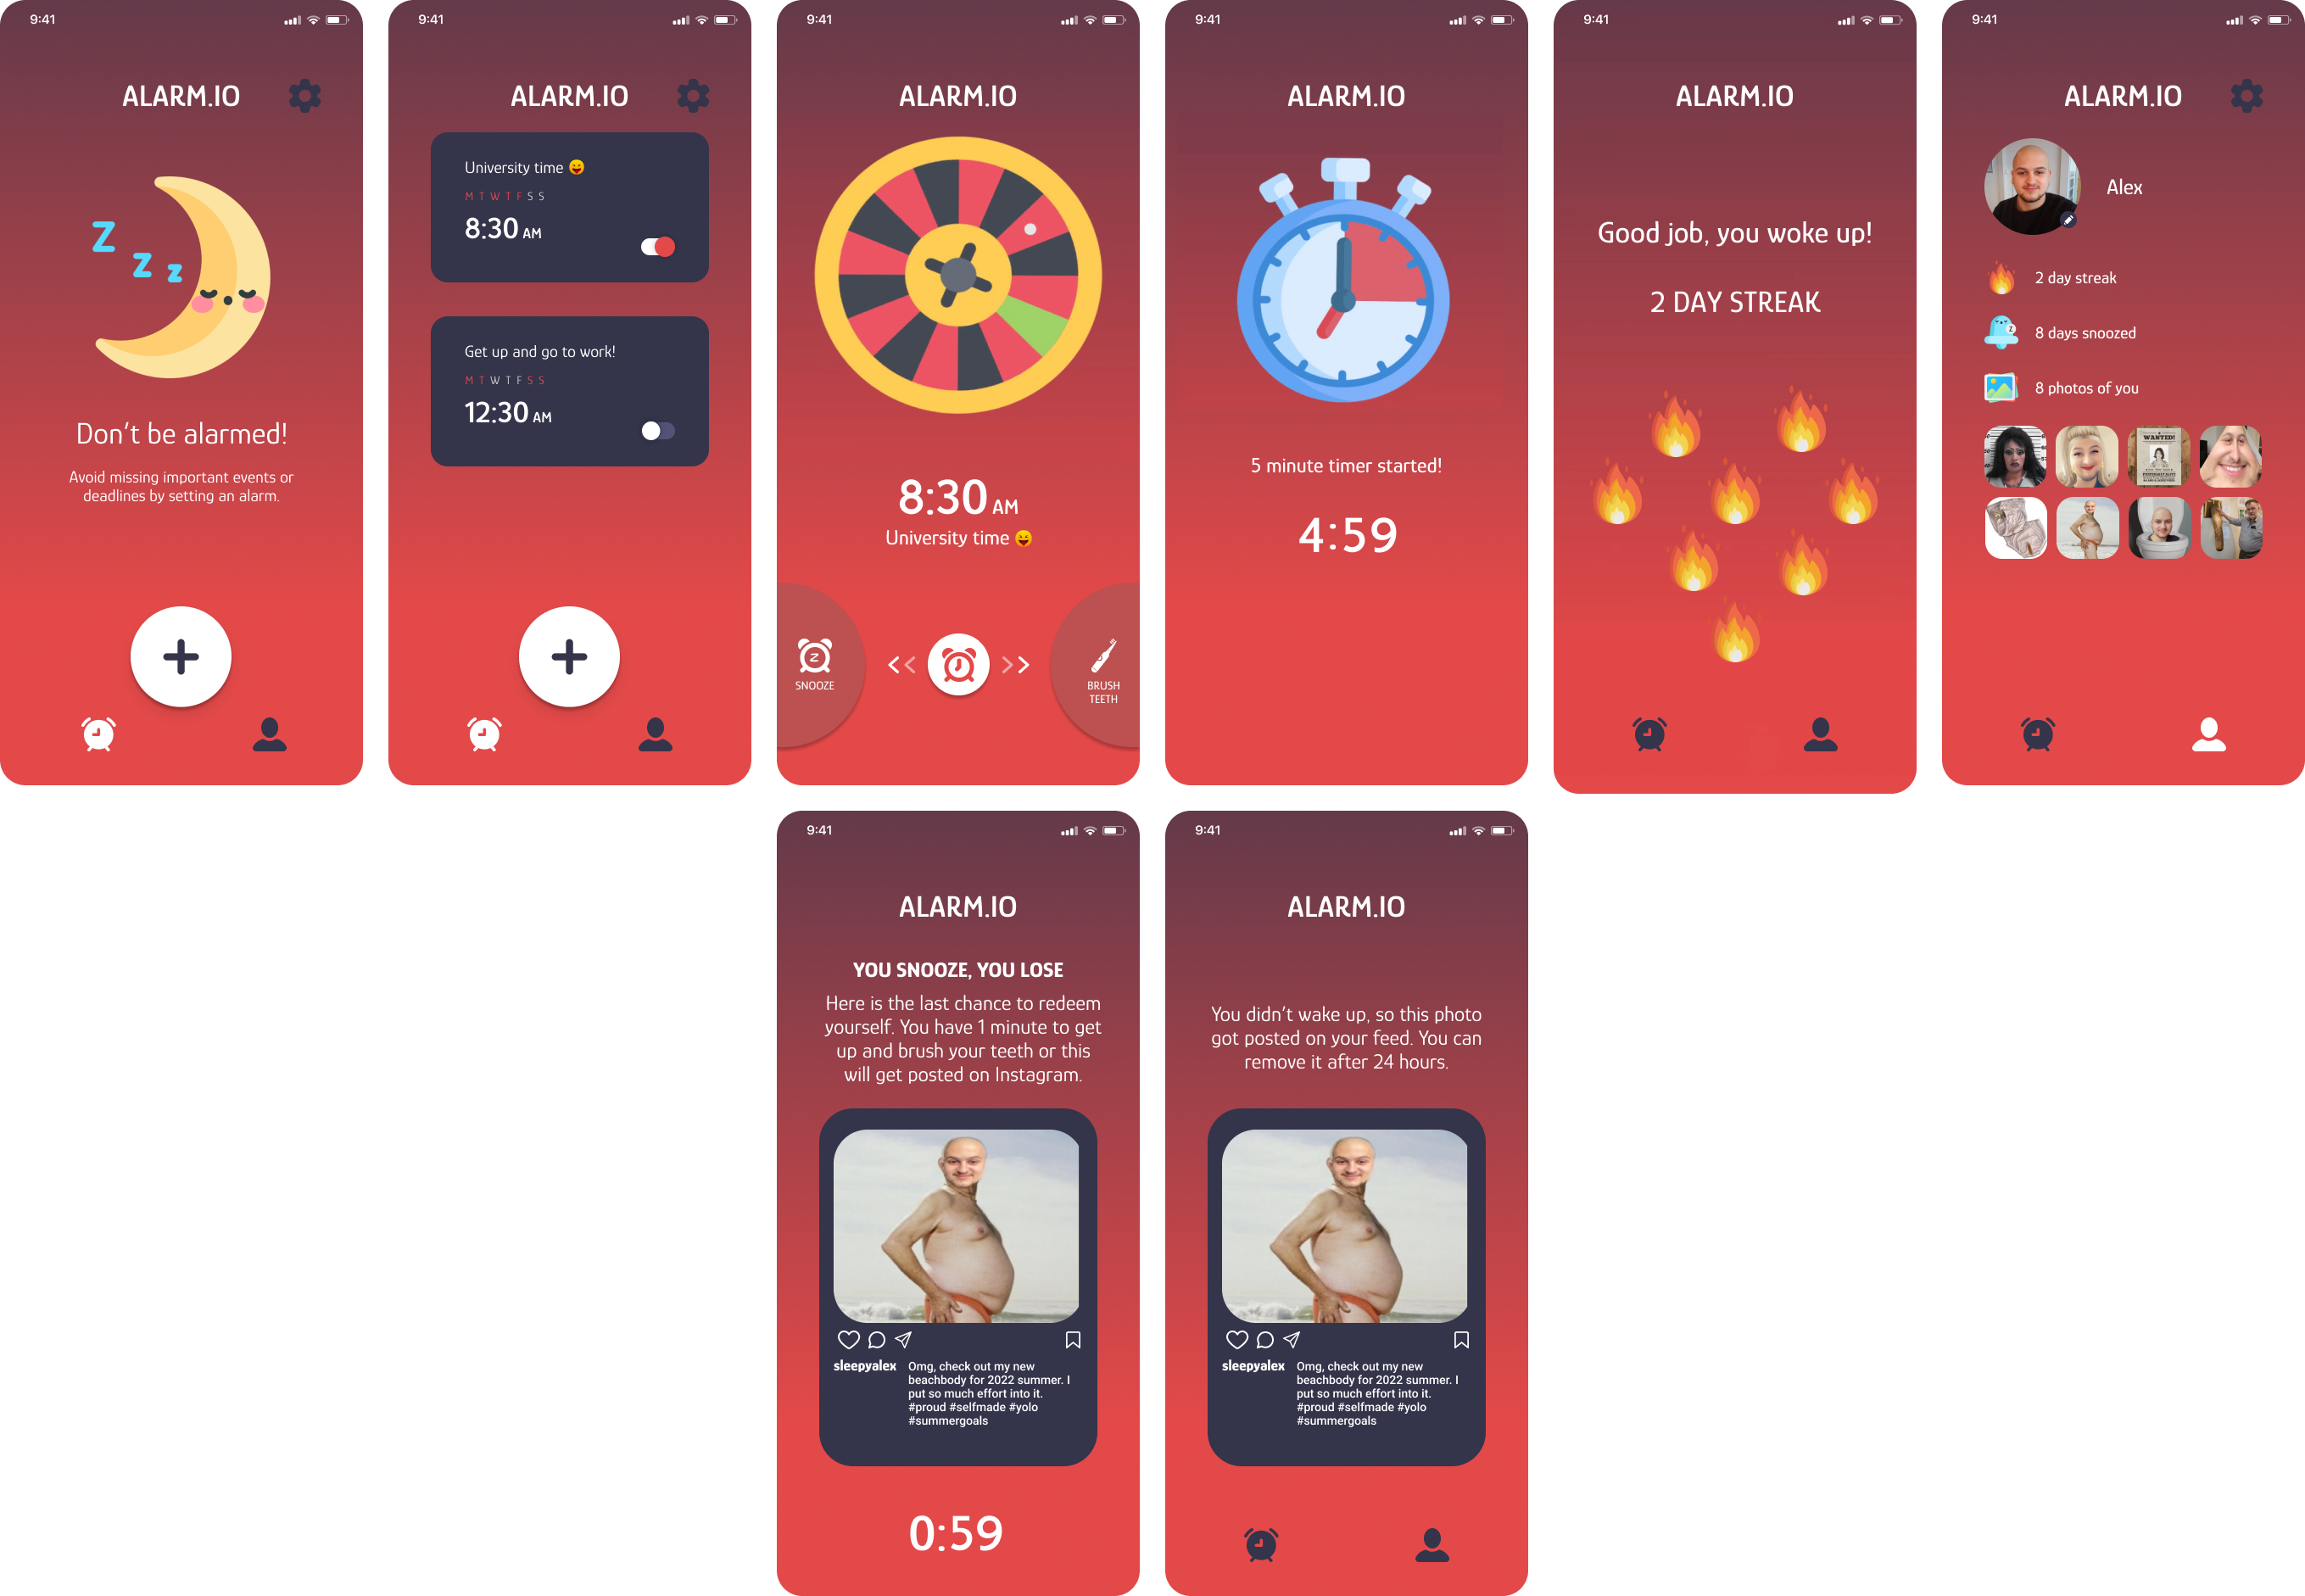 9:41
ALARM.IO
Z
Z
Z
Don't be alarmed!
Avoid missing important events or
deadlines by setting an alarm.
9:41
ALARM.IO
University time 😛
M T W T F S S
8:30 AM
Get up and go to work!
M T W T F S S
12:30 AM
9:41
ALARM.IO
8:30 AM
University time 😛
Z
SNOOZE
BRUSH
TEETH
9:41
ALARM.IO
5 minute timer started!
4:59
9:41
ALARM.IO
Good job, you woke up!
2 DAY STREAK
9:41
ALARM.IO
Alex
2 day streak
Z
8 days snoozed
8 photos of you
WANTED!
9:41
ALARM.IO
YOU SNOOZE, YOU LOSE
Here is the last chance to redeem
yourself. You have 1 minute to get
up and brush your teeth or this
will get posted on Instagram.
sleepyalex Omg, check out my new
beachbody for 2022 summer. I
put so much effort into it.
#proud #selfmade #yolo
#summergoals
0:59
9:41
ALARM.IO
You didn't wake up, so this photo
got posted on your feed. You can
remove it after 24 hours.
sleepyalex Omg, check out my new
beachbody for 2022 summer. I
put so much effort into it.
#proud #selfmade #yolo
#summergoals